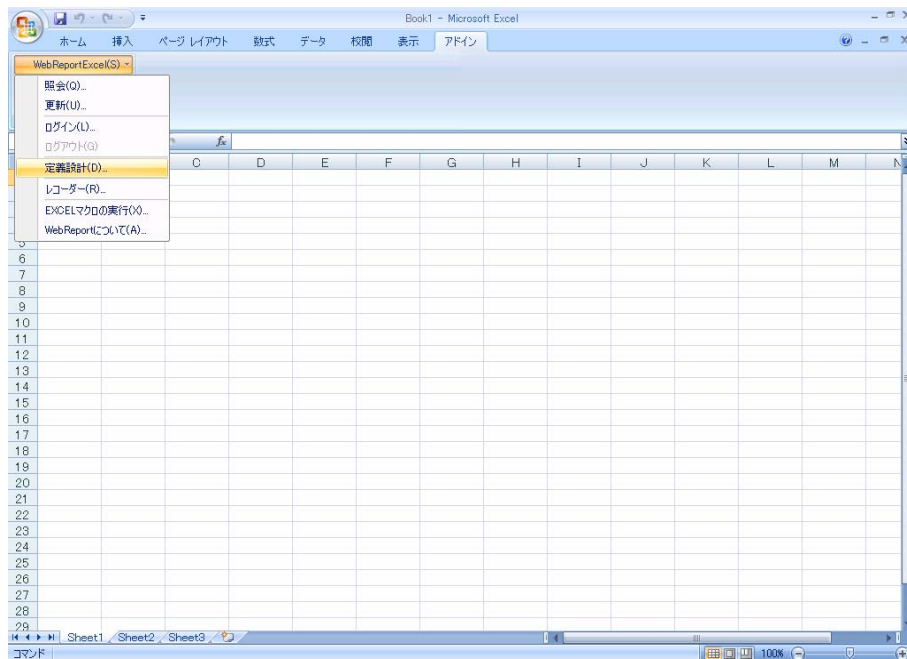 Book1 - Microsoft Excel
ホーム 挿入 ページ レイアウト 数式 データ 校閲 表示 アドイン
WebReportExcel(S)
照会(Q)...
更新(U)...
ログイン(L)...
ログアウト(G)
定義設計(D)...
レコーダー(R)...
EXCELマクロの実行(X)...
WebReportについて(A)...
fx
C D E F G H I J K L M N
5
6
7
8
9
10
11
12
13
14
15
16
17
18
19
20
21
22
23
24
25
26
27
28
29
Sheet1 Sheet2 Sheet3
コマンド 100%